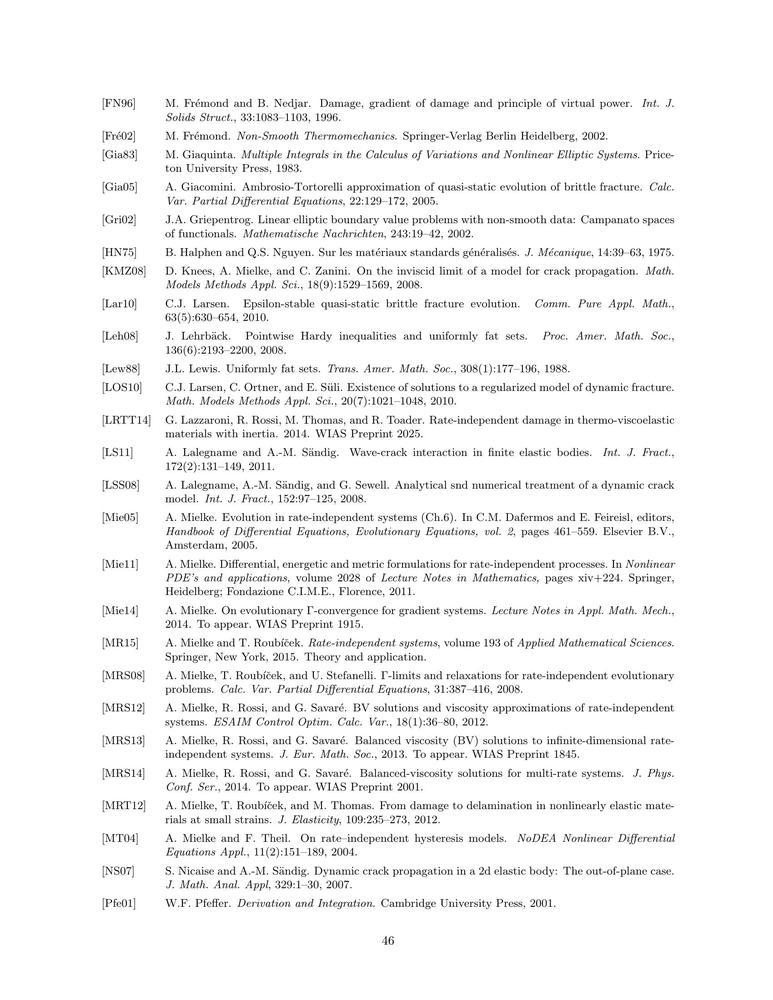 [FN96] M. Frémond and B. Nedjar. Damage, gradient of damage and principle of virtual power. Int. J.
Solids Struct., 33:1083–1103, 1996.
[Fré02] M. Frémond. Non-Smooth Thermomechanics. Springer-Verlag Berlin Heidelberg, 2002.
[Gia83] M. Giaquinta. Multiple Integrals in the Calculus of Variations and Nonlinear Elliptic Systems. Price-
ton University Press, 1983.
[Gia05] A. Giacomini. Ambrosio-Tortorelli approximation of quasi-static evolution of brittle fracture. Calc.
Var. Partial Differential Equations, 22:129–172, 2005.
[Gri02] J.A. Griepentrog. Linear elliptic boundary value problems with non-smooth data: Campanato spaces
of functionals. Mathematische Nachrichten, 243:19–42, 2002.
[HN75] B. Halphen and Q.S. Nguyen. Sur les matériaux standards généralisés. J. Mécanique, 14:39–63, 1975.
[KMZ08] D. Knees, A. Mielke, and C. Zanini. On the inviscid limit of a model for crack propagation. Math.
Models Methods Appl. Sci., 18(9):1529–1569, 2008.
[Lar10] C.J. Larsen. Epsilon-stable quasi-static brittle fracture evolution. Comm. Pure Appl. Math.,
63(5):630–654, 2010.
[Leh08] J. Lehrbäck. Pointwise Hardy inequalities and uniformly fat sets. Proc. Amer. Math. Soc.,
136(6):2193–2200, 2008.
[Lew88] J.L. Lewis. Uniformly fat sets. Trans. Amer. Math. Soc., 308(1):177–196, 1988.
[LOS10] C.J. Larsen, C. Ortner, and E. Süli. Existence of solutions to a regularized model of dynamic fracture.
Math. Models Methods Appl. Sci., 20(7):1021–1048, 2010.
[LRTT14] G. Lazzaroni, R. Rossi, M. Thomas, and R. Toader. Rate-independent damage in thermo-viscoelastic
materials with inertia. 2014. WIAS Preprint 2025.
[LS11] A. Lalegname and A.-M. Sändig. Wave-crack interaction in finite elastic bodies. Int. J. Fract.,
172(2):131–149, 2011.
[LSS08] A. Lalegname, A.-M. Sändig, and G. Sewell. Analytical snd numerical treatment of a dynamic crack
model. Int. J. Fract., 152:97–125, 2008.
[Mie05] A. Mielke. Evolution in rate-independent systems (Ch.6). In C.M. Dafermos and E. Feireisl, editors,
Handbook of Differential Equations, Evolutionary Equations, vol. 2, pages 461–559. Elsevier B.V.,
Amsterdam, 2005.
[Mie11] A. Mielke. Differential, energetic and metric formulations for rate-independent processes. In Nonlinear
PDE's and applications, volume 2028 of Lecture Notes in Mathematics, pages xiv+224. Springer,
Heidelberg; Fondazione C.I.M.E., Florence, 2011.
[Mie14] A. Mielke. On evolutionary Γ-convergence for gradient systems. Lecture Notes in Appl. Math. Mech.,
2014. To appear. WIAS Preprint 1915.
[MR15] A. Mielke and T. Roubíček. Rate-independent systems, volume 193 of Applied Mathematical Sciences.
Springer, New York, 2015. Theory and application.
[MRS08] A. Mielke, T. Roubíček, and U. Stefanelli. Γ-limits and relaxations for rate-independent evolutionary
problems. Calc. Var. Partial Differential Equations, 31:387–416, 2008.
[MRS12] A. Mielke, R. Rossi, and G. Savaré. BV solutions and viscosity approximations of rate-independent
systems. ESAIM Control Optim. Calc. Var., 18(1):36–80, 2012.
[MRS13] A. Mielke, R. Rossi, and G. Savaré. Balanced viscosity (BV) solutions to infinite-dimensional rate-
independent systems. J. Eur. Math. Soc., 2013. To appear. WIAS Preprint 1845.
[MRS14] A. Mielke, R. Rossi, and G. Savaré. Balanced-viscosity solutions for multi-rate systems. J. Phys.
Conf. Ser., 2014. To appear. WIAS Preprint 2001.
[MRT12] A. Mielke, T. Roubíček, and M. Thomas. From damage to delamination in nonlinearly elastic mate-
rials at small strains. J. Elasticity, 109:235–273, 2012.
[MT04] A. Mielke and F. Theil. On rate–independent hysteresis models. NoDEA Nonlinear Differential
Equations Appl., 11(2):151–189, 2004.
[NS07] S. Nicaise and A.-M. Sändig. Dynamic crack propagation in a 2d elastic body: The out-of-plane case.
J. Math. Anal. Appl, 329:1–30, 2007.
[Pfe01] W.F. Pfeffer. Derivation and Integration. Cambridge University Press, 2001.
46